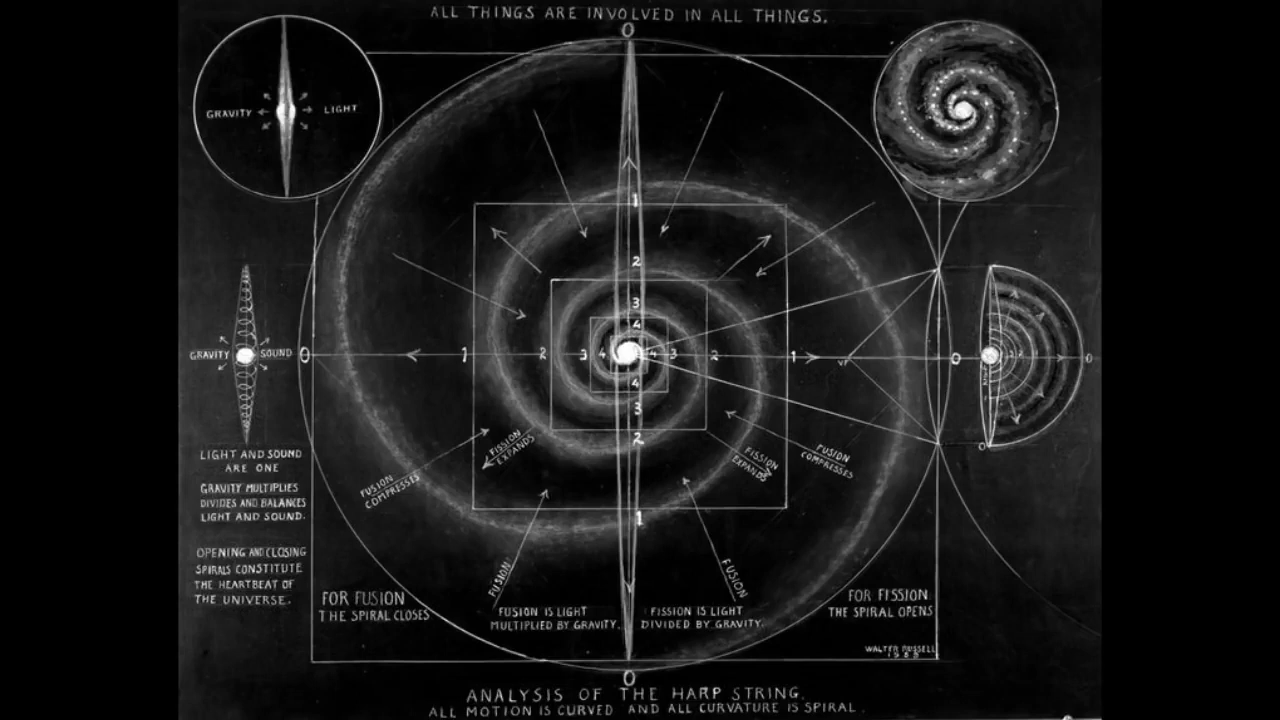 ALL THINGS ARE INVOLVED IN ALL THINGS.
0
GRAVITY LIGHT
1
2
3
4
GRAVITY SOUND
0 1 2 3 4 4 3 2 1 0 0
4
3
2
1
0
LIGHT AND SOUND
ARE ONE
GRAVITY MULTIPLIES
DIVIDES AND BALANCES
LIGHT AND SOUND.
OPENING AND CLOSING
SPIRALS CONSTITUTE
THE HEARTBEAT OF
THE UNIVERSE.
FUSION
COMPRESSES
FISSION
EXPANDS
FISSION
EXPANDS
FUSION
COMPRESSES
FUSION
FUSION
FOR FUSION
THE SPIRAL CLOSES
FUSION IS LIGHT
MULTIPLIED BY GRAVITY.
FISSION IS LIGHT
DIVIDED BY GRAVITY.
FOR FISSION
THE SPIRAL OPENS
WALTER RUSSELL
0
ANALYSIS OF THE HARP STRING.
ALL MOTION IS CURVED AND ALL CURVATURE IS SPIRAL.